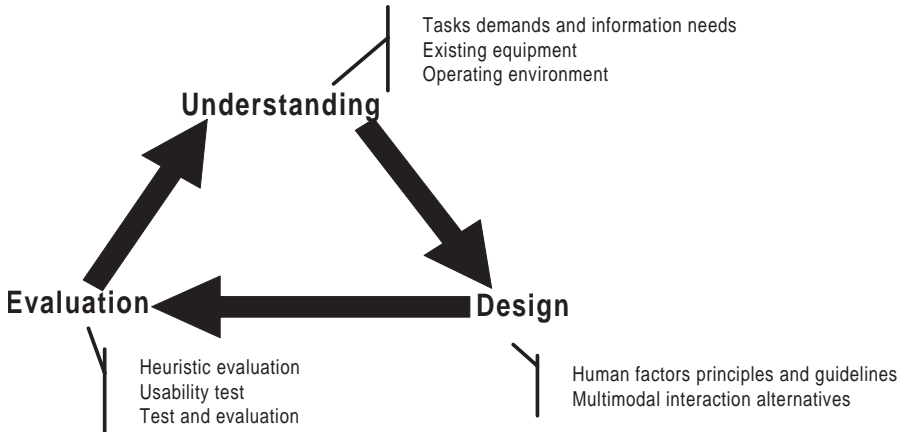 Tasks demands and information needs
Existing equipment
Operating environment
Understanding
Evaluation
Design
Heuristic evaluation
Usability test
Test and evaluation
Human factors principles and guidelines
Multimodal interaction alternatives